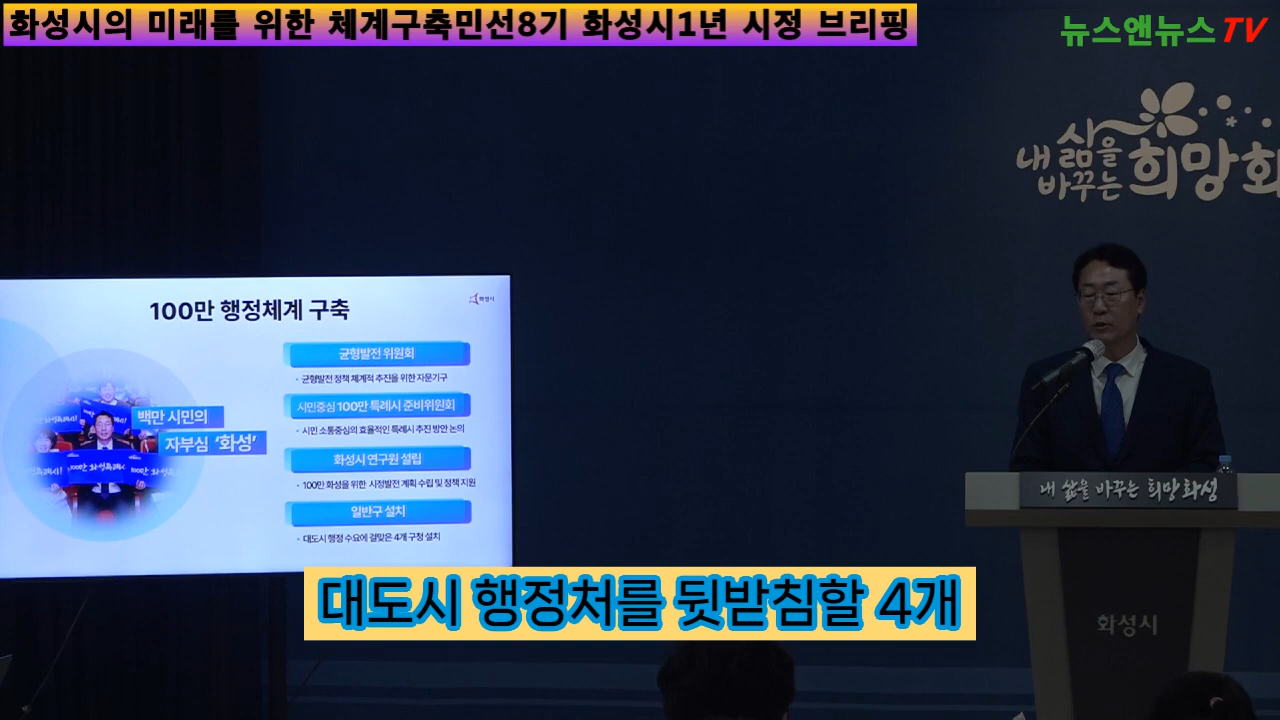 화성시의 미래를 위한 체계구축민선8기 화성시1년 시정 브리핑
뉴스앤뉴스TV
내 삶을
바꾸는 희망화
100만 행정체계 구축
화성시
균형발전 위원회
- 균형발전 정책 체계적 추진을 위한 자문기구
시민중심 100만 특례시 준비위원회
- 시민 소통중심의 효율적인 특례시 추진 방안 논의
화성시 연구원 설립
- 100만 화성을 위한 시정발전 계획 수립 및 정책 지원
일반구 설치
- 대도시 행정 수요에 걸맞은 4개 구청 설치
백만 시민의
자부심 ‘화성’
100만 화성특례시
내 삶을 바꾸는 희망화성
화성시
대도시 행정처를 뒷받침할 4개